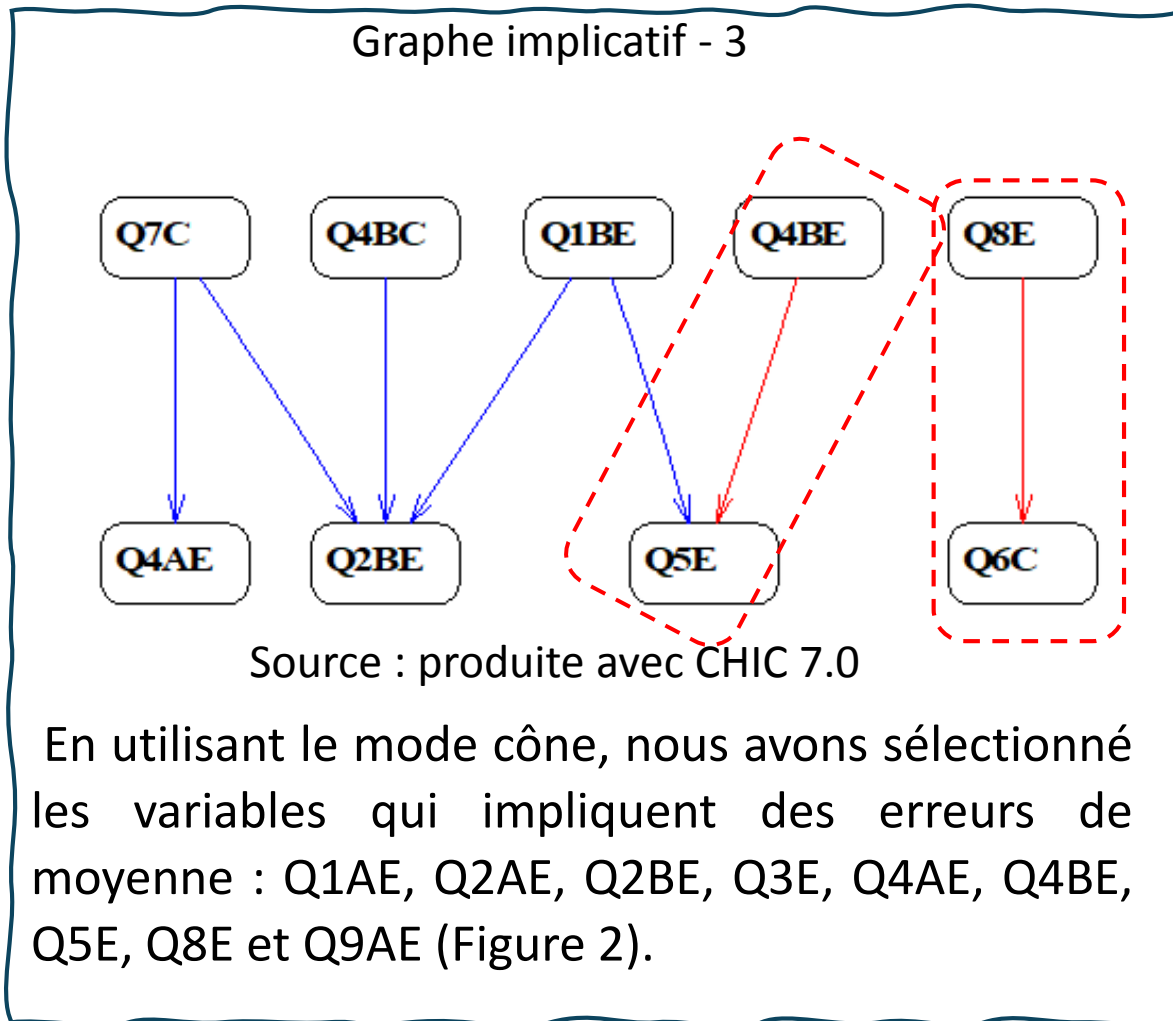 Graphe implicatif - 3
Q7C Q4BC Q1BE Q4BE Q8E
Q4AE Q2BE Q5E Q6C
Source : produite avec CHIC 7.0
En utilisant le mode cône, nous avons sélectionné
les variables qui impliquent des erreurs de
moyenne : Q1AE, Q2AE, Q2BE, Q3E, Q4AE, Q4BE,
Q5E, Q8E et Q9AE (Figure 2).